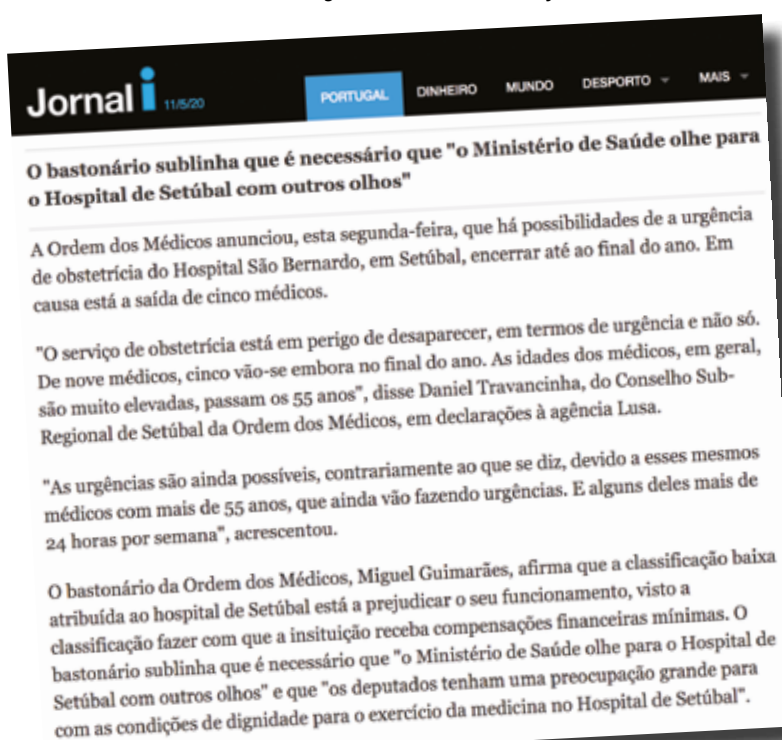 Jornal i 11/5/20
PORTUGAL DINHEIRO MUNDO DESPORTO MAIS
O bastonário sublinha que é necessário que "o Ministério de Saúde olhe para
o Hospital de Setúbal com outros olhos"
A Ordem dos Médicos anunciou, esta segunda-feira, que há possibilidades de a urgência
de obstetrícia do Hospital São Bernardo, em Setúbal, encerrar até ao final do ano. Em
causa está a saída de cinco médicos.
"O serviço de obstetrícia está em perigo de desaparecer, em termos de urgência e não só.
De nove médicos, cinco vão-se embora no final do ano. As idades dos médicos, em geral,
são muito elevadas, passam os 55 anos", disse Daniel Travancinha, do Conselho Sub-
Regional de Setúbal da Ordem dos Médicos, em declarações à agência Lusa.
"As urgências são ainda possíveis, contrariamente ao que se diz, devido a esses mesmos
médicos com mais de 55 anos, que ainda vão fazendo urgências. E alguns deles mais de
24 horas por semana", acrescentou.
O bastonário da Ordem dos Médicos, Miguel Guimarães, afirma que a classificação baixa
atribuída ao hospital de Setúbal está a prejudicar o seu funcionamento, visto a
classificação fazer com que a insituição receba compensações financeiras mínimas. O
bastonário sublinha que é necessário que "o Ministério de Saúde olhe para o Hospital de
Setúbal com outros olhos" e que "os deputados tenham uma preocupação grande para
com as condições de dignidade para o exercício da medicina no Hospital de Setúbal".